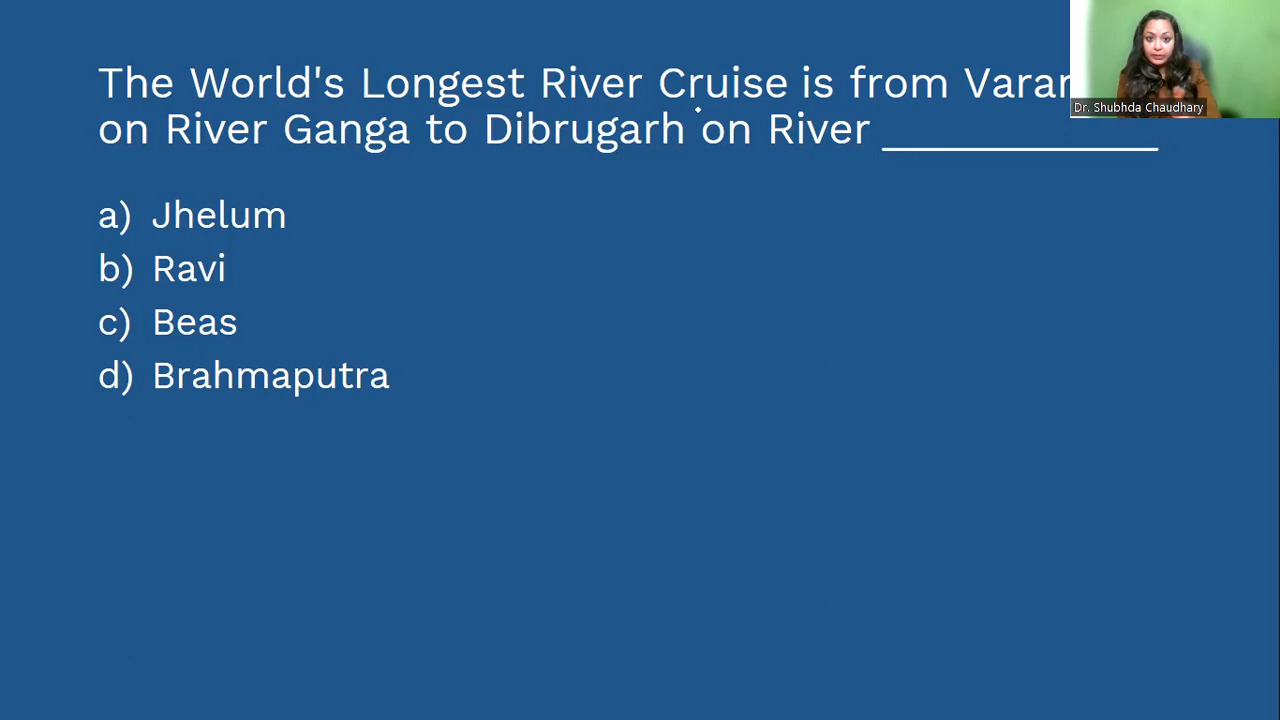 The World's Longest River Cruise is from
on River Ganga to Dibrugarh on River _____________
a) Jhelum
b) Ravi
c) Beas
d) Brahmaputra
Dr. Shubhda Chaudhary